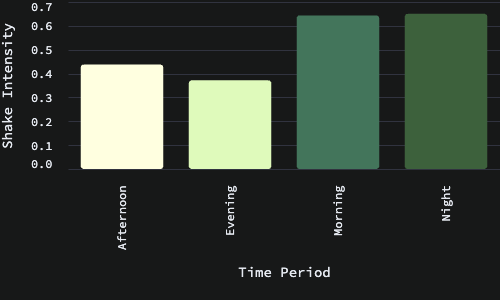 Shake Intensity
0.7
0.6
0.5
0.4
0.3
0.2
0.1
0.0
Afternoon
Evening
Morning
Night
Time Period